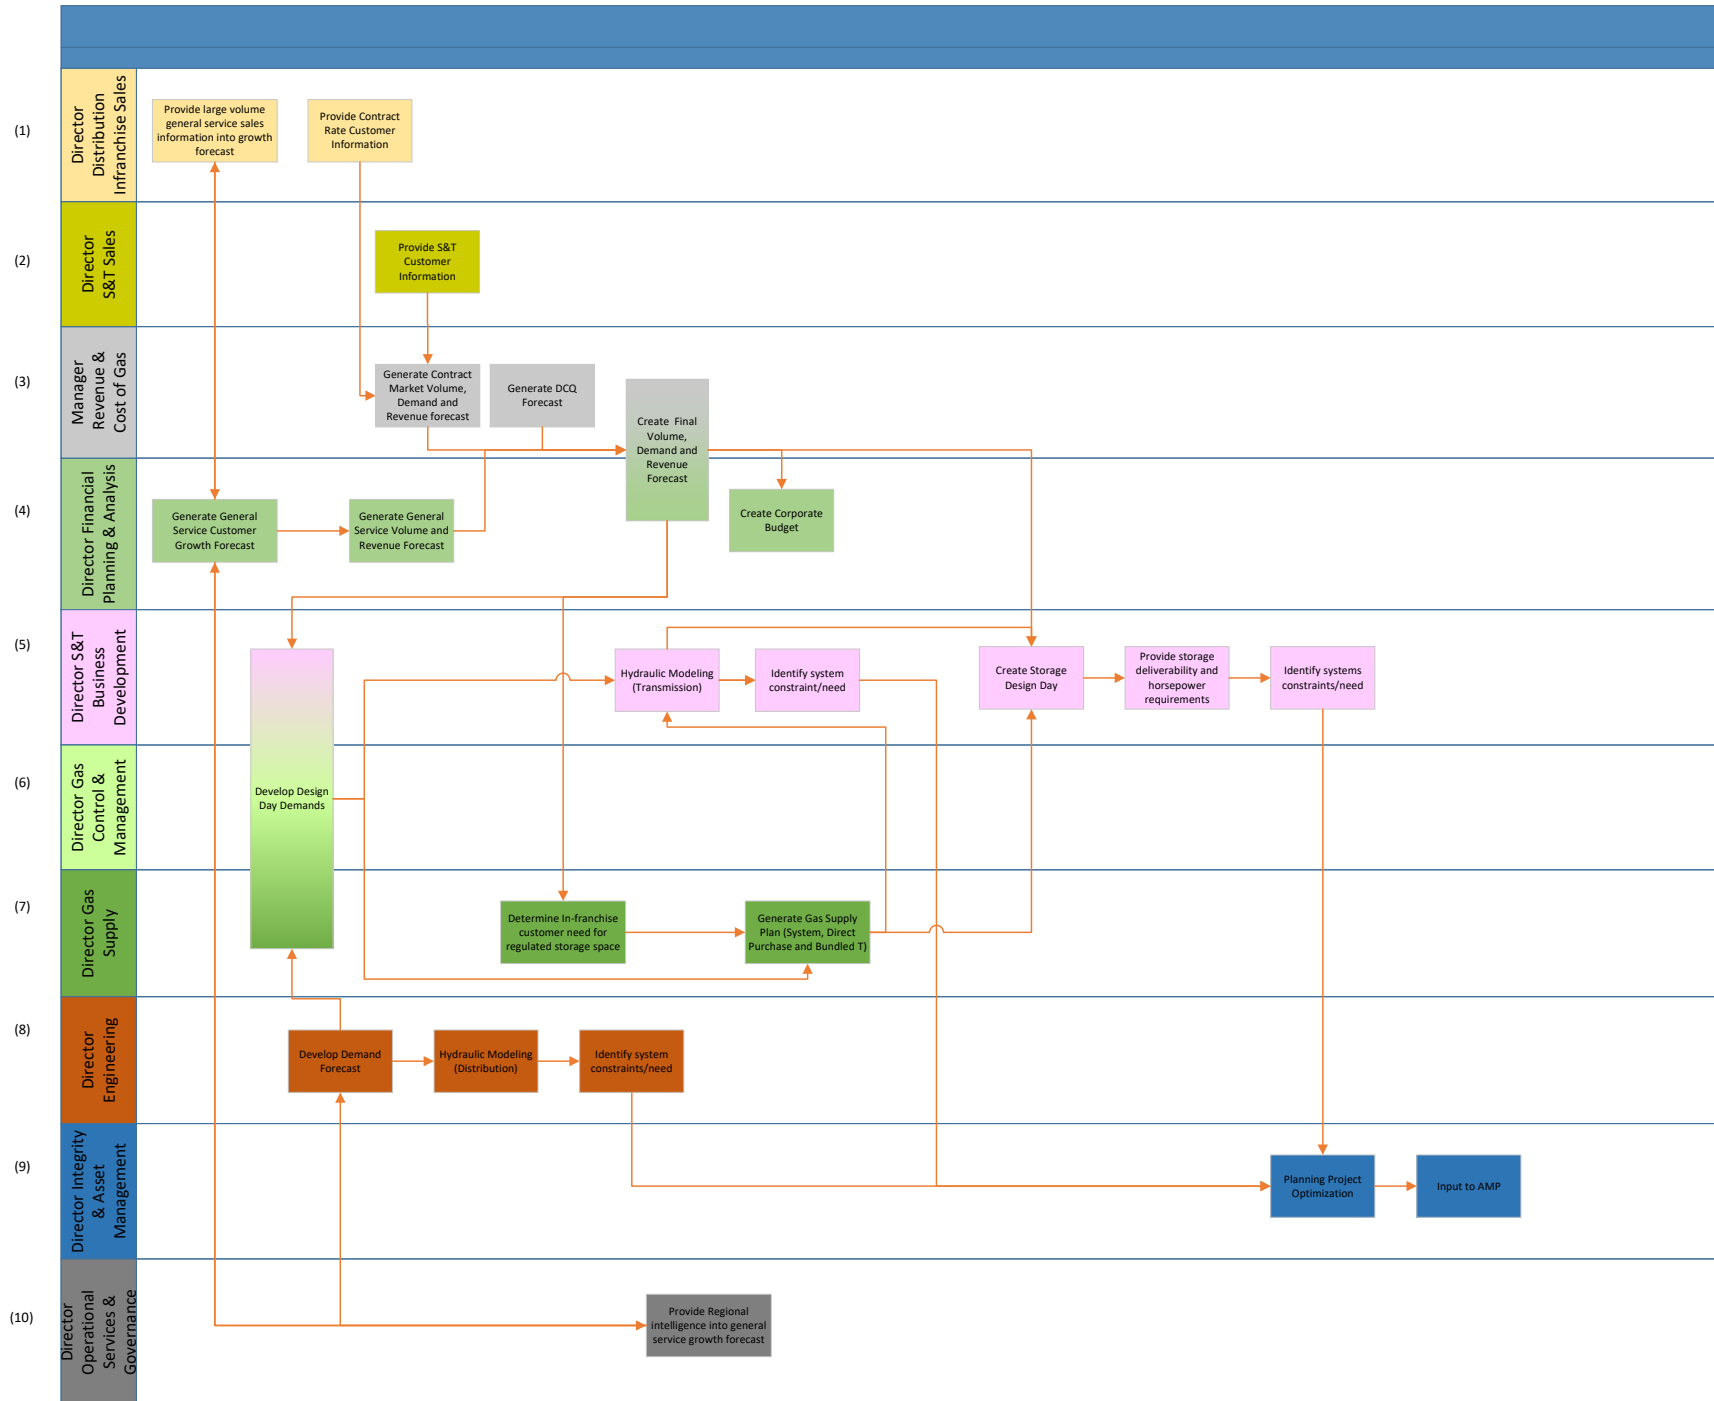 (1)
Director
Distribution
Infranchise Sales
Provide large volume
general service sales
information into growth
forecast
Provide Contract
Rate Customer
Information
(2)
Director
S&T Sales
Provide S&T
Customer
Information
(3)
Manager
Revenue &
Cost of Gas
Generate Contract
Market Volume,
Demand and
Revenue forecast
Generate DCQ
Forecast
Create Final
Volume,
Demand and
Revenue
Forecast
(4)
Director Financial
Planning & Analysis
Generate General
Service Customer
Growth Forecast
Generate General
Service Volume and
Revenue Forecast
Create Corporate
Budget
(5)
Director S&T
Business
Development
Hydraulic Modeling
(Transmission)
Identify system
constraint/need
Create Storage
Design Day
Provide storage
deliverability and
horsepower
requirements
Identify systems
constraints/need
(6)
Director Gas
Control &
Management
Develop Design
Day Demands
(7)
Director Gas
Supply
Determine In-franchise
customer need for
regulated storage space
Generate Gas Supply
Plan (System, Direct
Purchase and Bundled T)
(8)
Director
Engineering
Develop Demand
Forecast
Hydraulic Modeling
(Distribution)
Identify system
constraints/need
(9)
Director Integrity
& Asset
Management
Planning Project
Optimization
Input to AMP
(10)
Director
Operational
Services &
Governance
Provide Regional
intelligence into general
service growth forecast